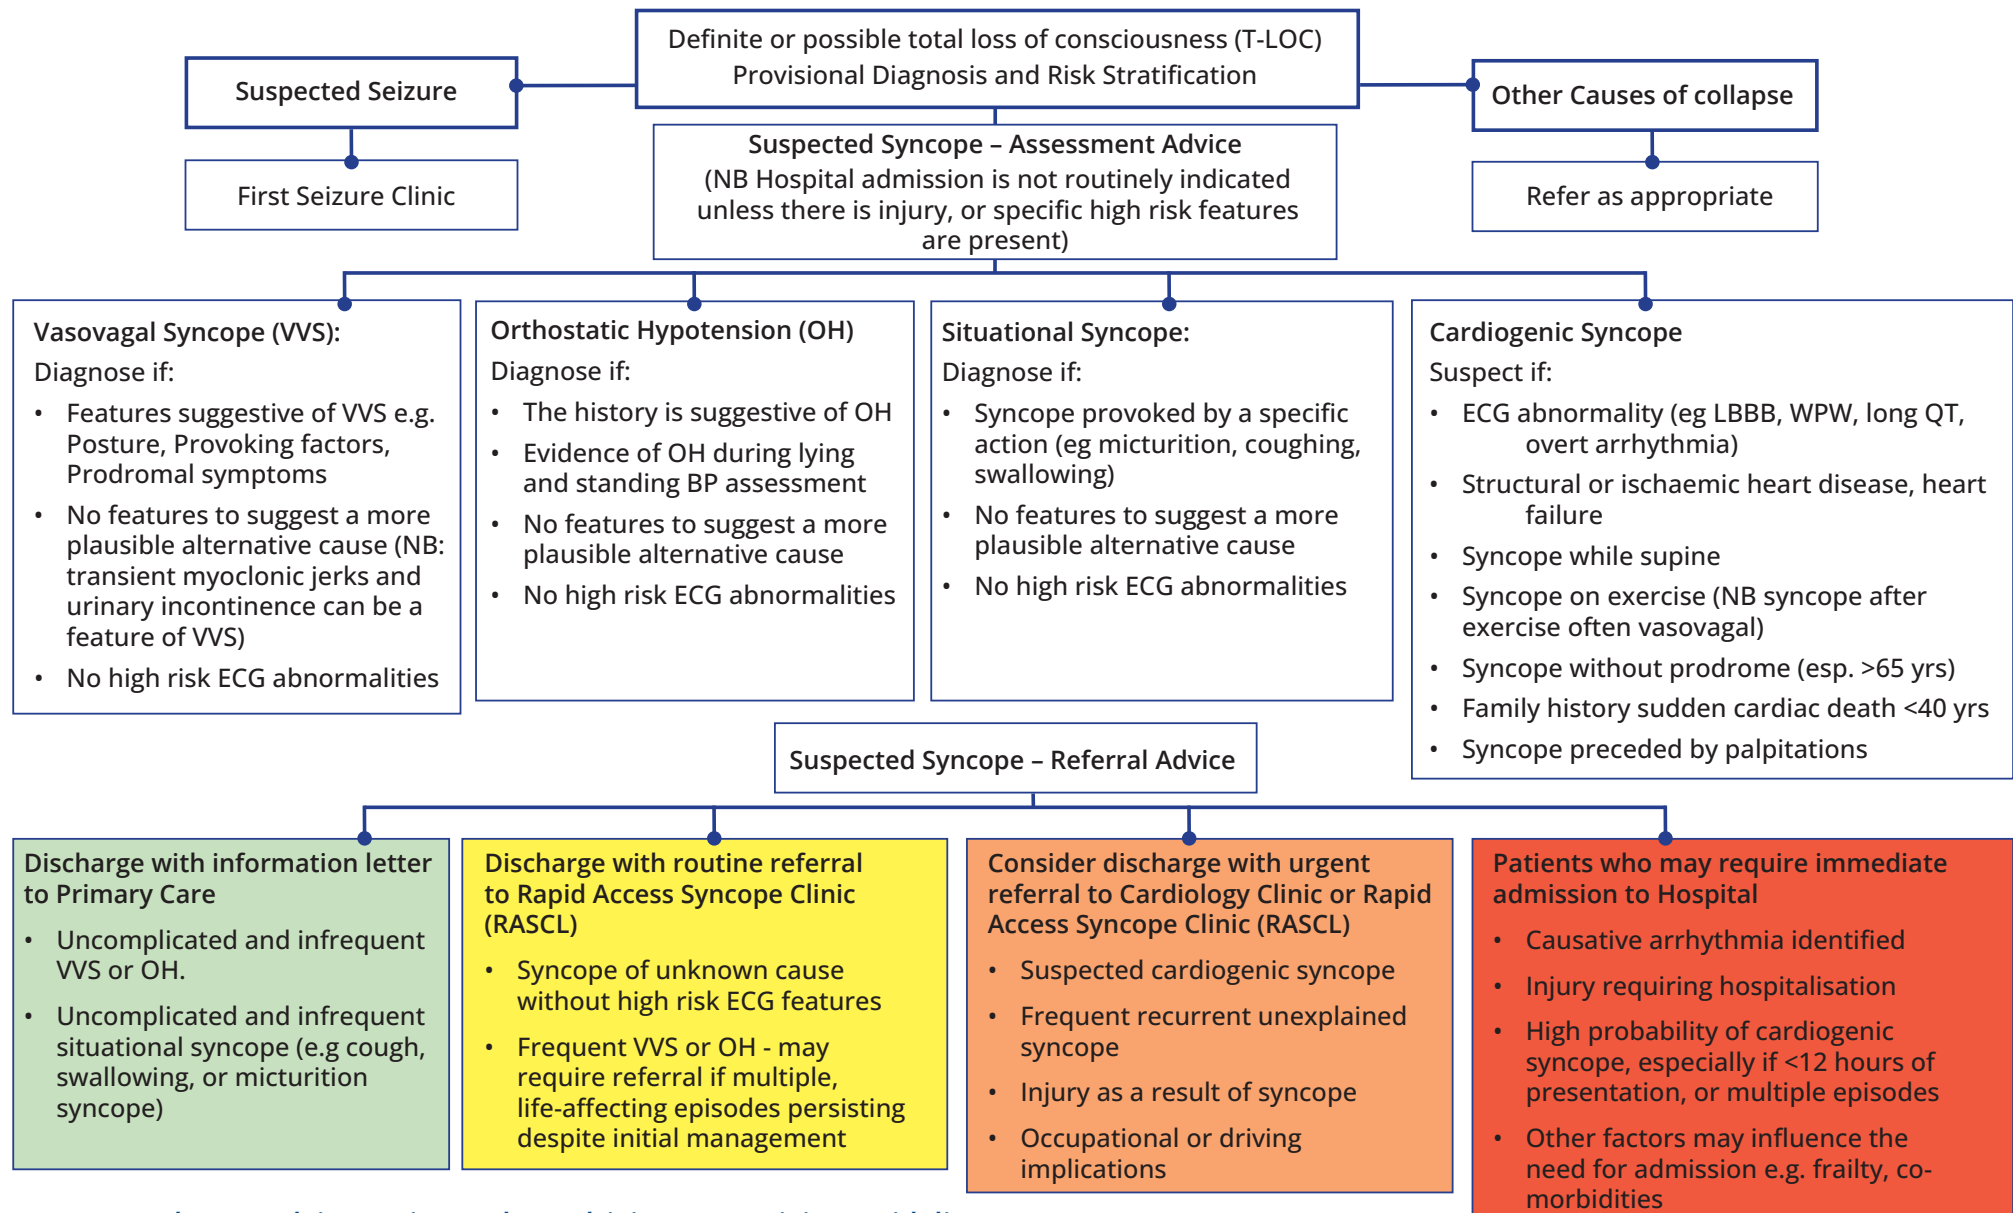 Definite or possible total loss of consciousness (T-LOC)
Provisional Diagnosis and Risk Stratification
Suspected Seizure
Other Causes of collapse
First Seizure Clinic
Suspected Syncope – Assessment Advice
(NB Hospital admission is not routinely indicated
unless there is injury, or specific high risk features
are present)
Refer as appropriate
Vasovagal Syncope (VVS):
Diagnose if:
• Features suggestive of VVS e.g.
Posture, Provoking factors,
Prodromal symptoms
• No features to suggest a more
plausible alternative cause (NB:
transient myoclonic jerks and
urinary incontinence can be a
feature of VVS)
• No high risk ECG abnormalities
Orthostatic Hypotension (OH)
Diagnose if:
• The history is suggestive of OH
• Evidence of OH during lying
and standing BP assessment
• No features to suggest a more
plausible alternative cause
• No high risk ECG abnormalities
Situational Syncope:
Diagnose if:
• Syncope provoked by a specific
action (eg micturition, coughing,
swallowing)
• No features to suggest a more
plausible alternative cause
• No high risk ECG abnormalities
Cardiogenic Syncope
Suspect if:
• ECG abnormality (eg LBBB, WPW, long QT,
overt arrhythmia)
• Structural or ischaemic heart disease, heart
failure
• Syncope while supine
• Syncope on exercise (NB syncope after
exercise often vasovagal)
• Syncope without prodrome (esp. >65 yrs)
• Family history sudden cardiac death <40 yrs
• Syncope preceded by palpitations
Suspected Syncope – Referral Advice
Discharge with information letter
to Primary Care
• Uncomplicated and infrequent
VVS or OH.
• Uncomplicated and infrequent
situational syncope (e.g cough,
swallowing, or micturition
syncope)
Discharge with routine referral
to Rapid Access Syncope Clinic
(RASCL)
• Syncope of unknown cause
without high risk ECG features
• Frequent VVS or OH - may
require referral if multiple,
life-affecting episodes persisting
despite initial management
Consider discharge with urgent
referral to Cardiology Clinic or Rapid
Access Syncope Clinic (RASCL)
• Suspected cardiogenic syncope
• Frequent recurrent unexplained
syncope
• Injury as a result of syncope
• Occupational or driving
implications
Patients who may require immediate
admission to Hospital
• Causative arrhythmia identified
• Injury requiring hospitalisation
• High probability of cardiogenic
syncope, especially if <12 hours of
presentation, or multiple episodes
• Other factors may influence the
need for admission e.g. frailty, co-
morbidities